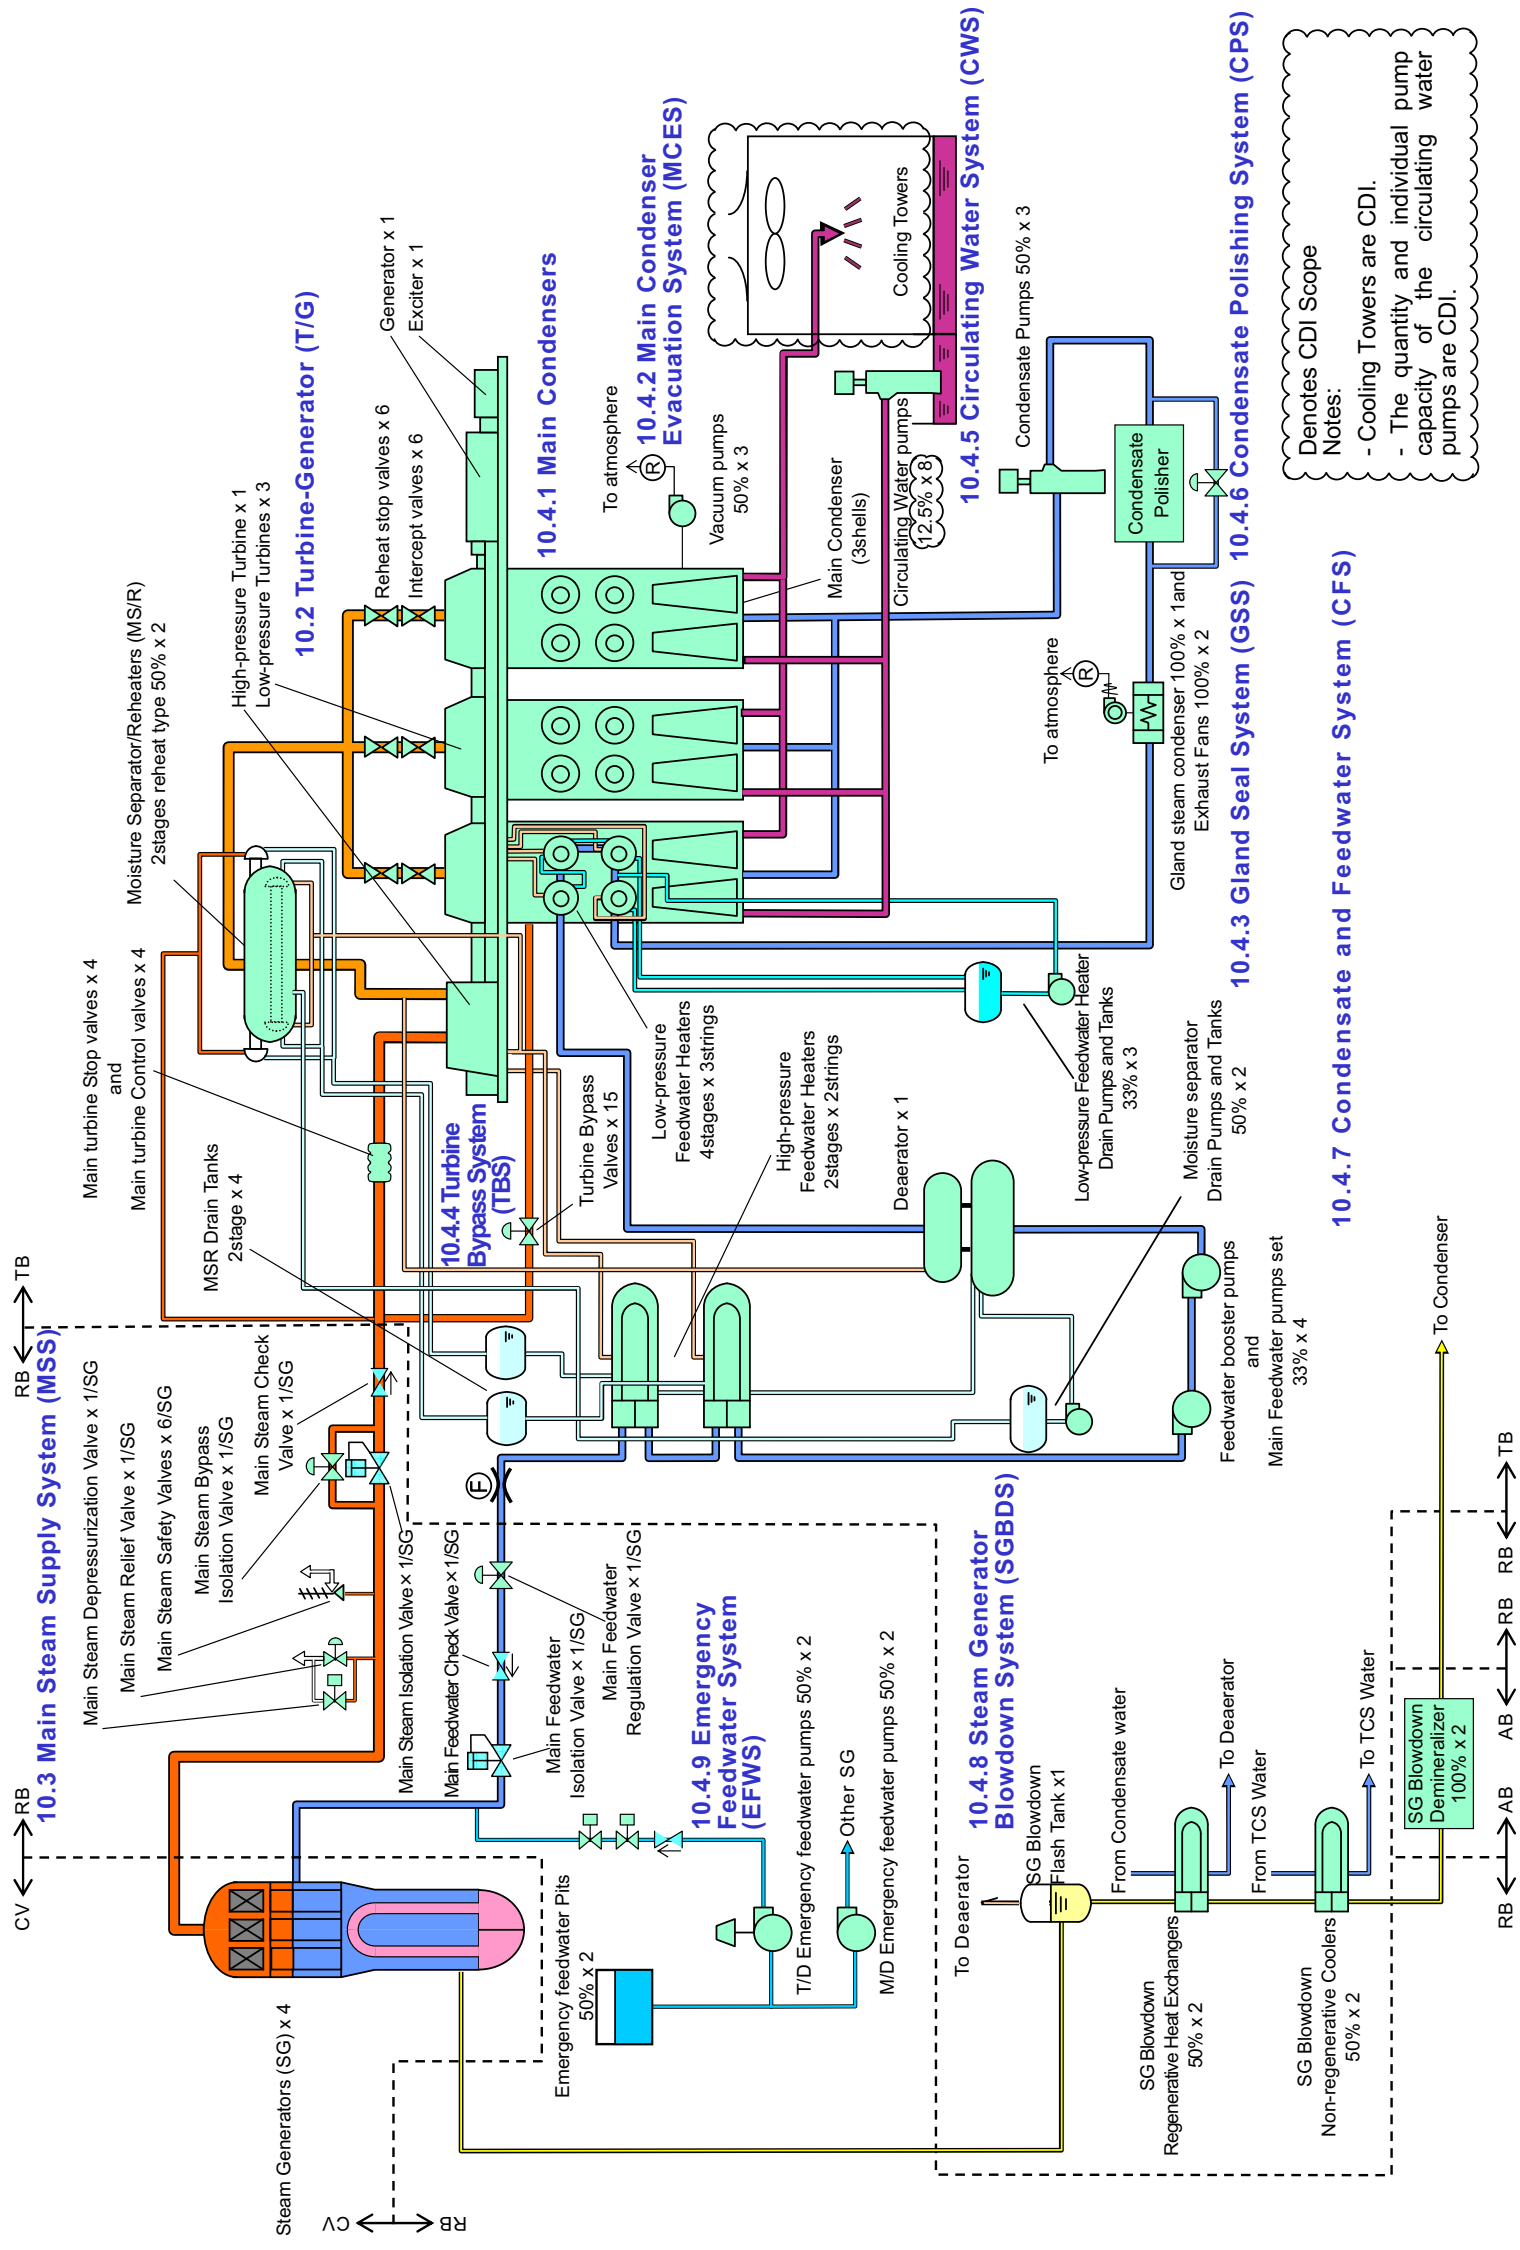 CV
RB
10.3 Main Steam Supply System (MSS)
RB
TB
Steam Generators (SG) x 4
CV
RB
Main Steam Depressurization Valve x 1/SG
Main Steam Relief Valve x 1/SG
Main Steam Safety Valves x 6/SG
Main Steam Bypass
Isolation Valve x 1/SG
Main Steam Check
Valve x 1/SG
Main Steam Isolation Valve × 1/SG
Main Feedwater Check Valve × 1/SG
Main Feedwater
Isolation Valve × 1/SG
Main Feedwater
Regulation Valve × 1/SG
F
MSR Drain Tanks
2stage x 4
Main turbine Stop valves x 4
and
Main turbine Control valves x 4
Moisture Separator/Reheaters (MS/R)
2stages reheat type 50% x 2
High-pressure Turbine x 1
Low-pressure Turbines x 3
10.2 Turbine-Generator (T/G)
Reheat stop valves x 6
Intercept valves x 6
Generator x 1
Exciter x 1
10.4.4 Turbine
Bypass System
(TBS)
Turbine Bypass
Valves x 15
10.4.1 Main Condensers
To atmosphere
R
10.4.2 Main Condenser
Evacuation System (MCES)
Vacuum pumps
50% x 3
Main Condenser
(3shells)
Circulating Water pumps
12.5% x 8
Cooling Towers
10.4.5 Circulating Water System (CWS)
Condensate Pumps 50% x 3
Condensate
Polisher
10.4.6 Condensate Polishing System (CPS)
To atmosphere
R
Gland steam condenser 100% x 1and
Exhaust Fans 100% x 2
10.4.3 Gland Seal System (GSS)
Low-pressure
Feedwater Heaters
4stages x 3strings
High-pressure
Feedwater Heaters
2stages x 2strings
Deaerator x 1
Low-pressure Feedwater Heater
Drain Pumps and Tanks
33% x 3
Moisture separator
Drain Pumps and Tanks
50% x 2
Feedwater booster pumps
and
Main Feedwater pumps set
33% x 4
10.4.7 Condensate and Feedwater System (CFS)
Emergency feedwater Pits
50% x 2
10.4.9 Emergency
Feedwater System
(EFWS)
T/D Emergency feedwater pumps 50% x 2
Other SG
M/D Emergency feedwater pumps 50% x 2
10.4.8 Steam Generator
Blowdown System (SGBDS)
To Deaerator
SG Blowdown
Flash Tank x1
From Condensate water
To Deaerator
SG Blowdown
Regenerative Heat Exchangers
50% x 2
From TCS Water
To TCS Water
SG Blowdown
Non-regenerative Coolers
50% x 2
SG Blowdown
Demineralizer
100% x 2
To Condenser
RB
AB
AB
RB
RB
TB
Denotes CDI Scope
Notes:
- Cooling Towers are CDI.
- The quantity and individual pump
capacity of the circulating water
pumps are CDI.